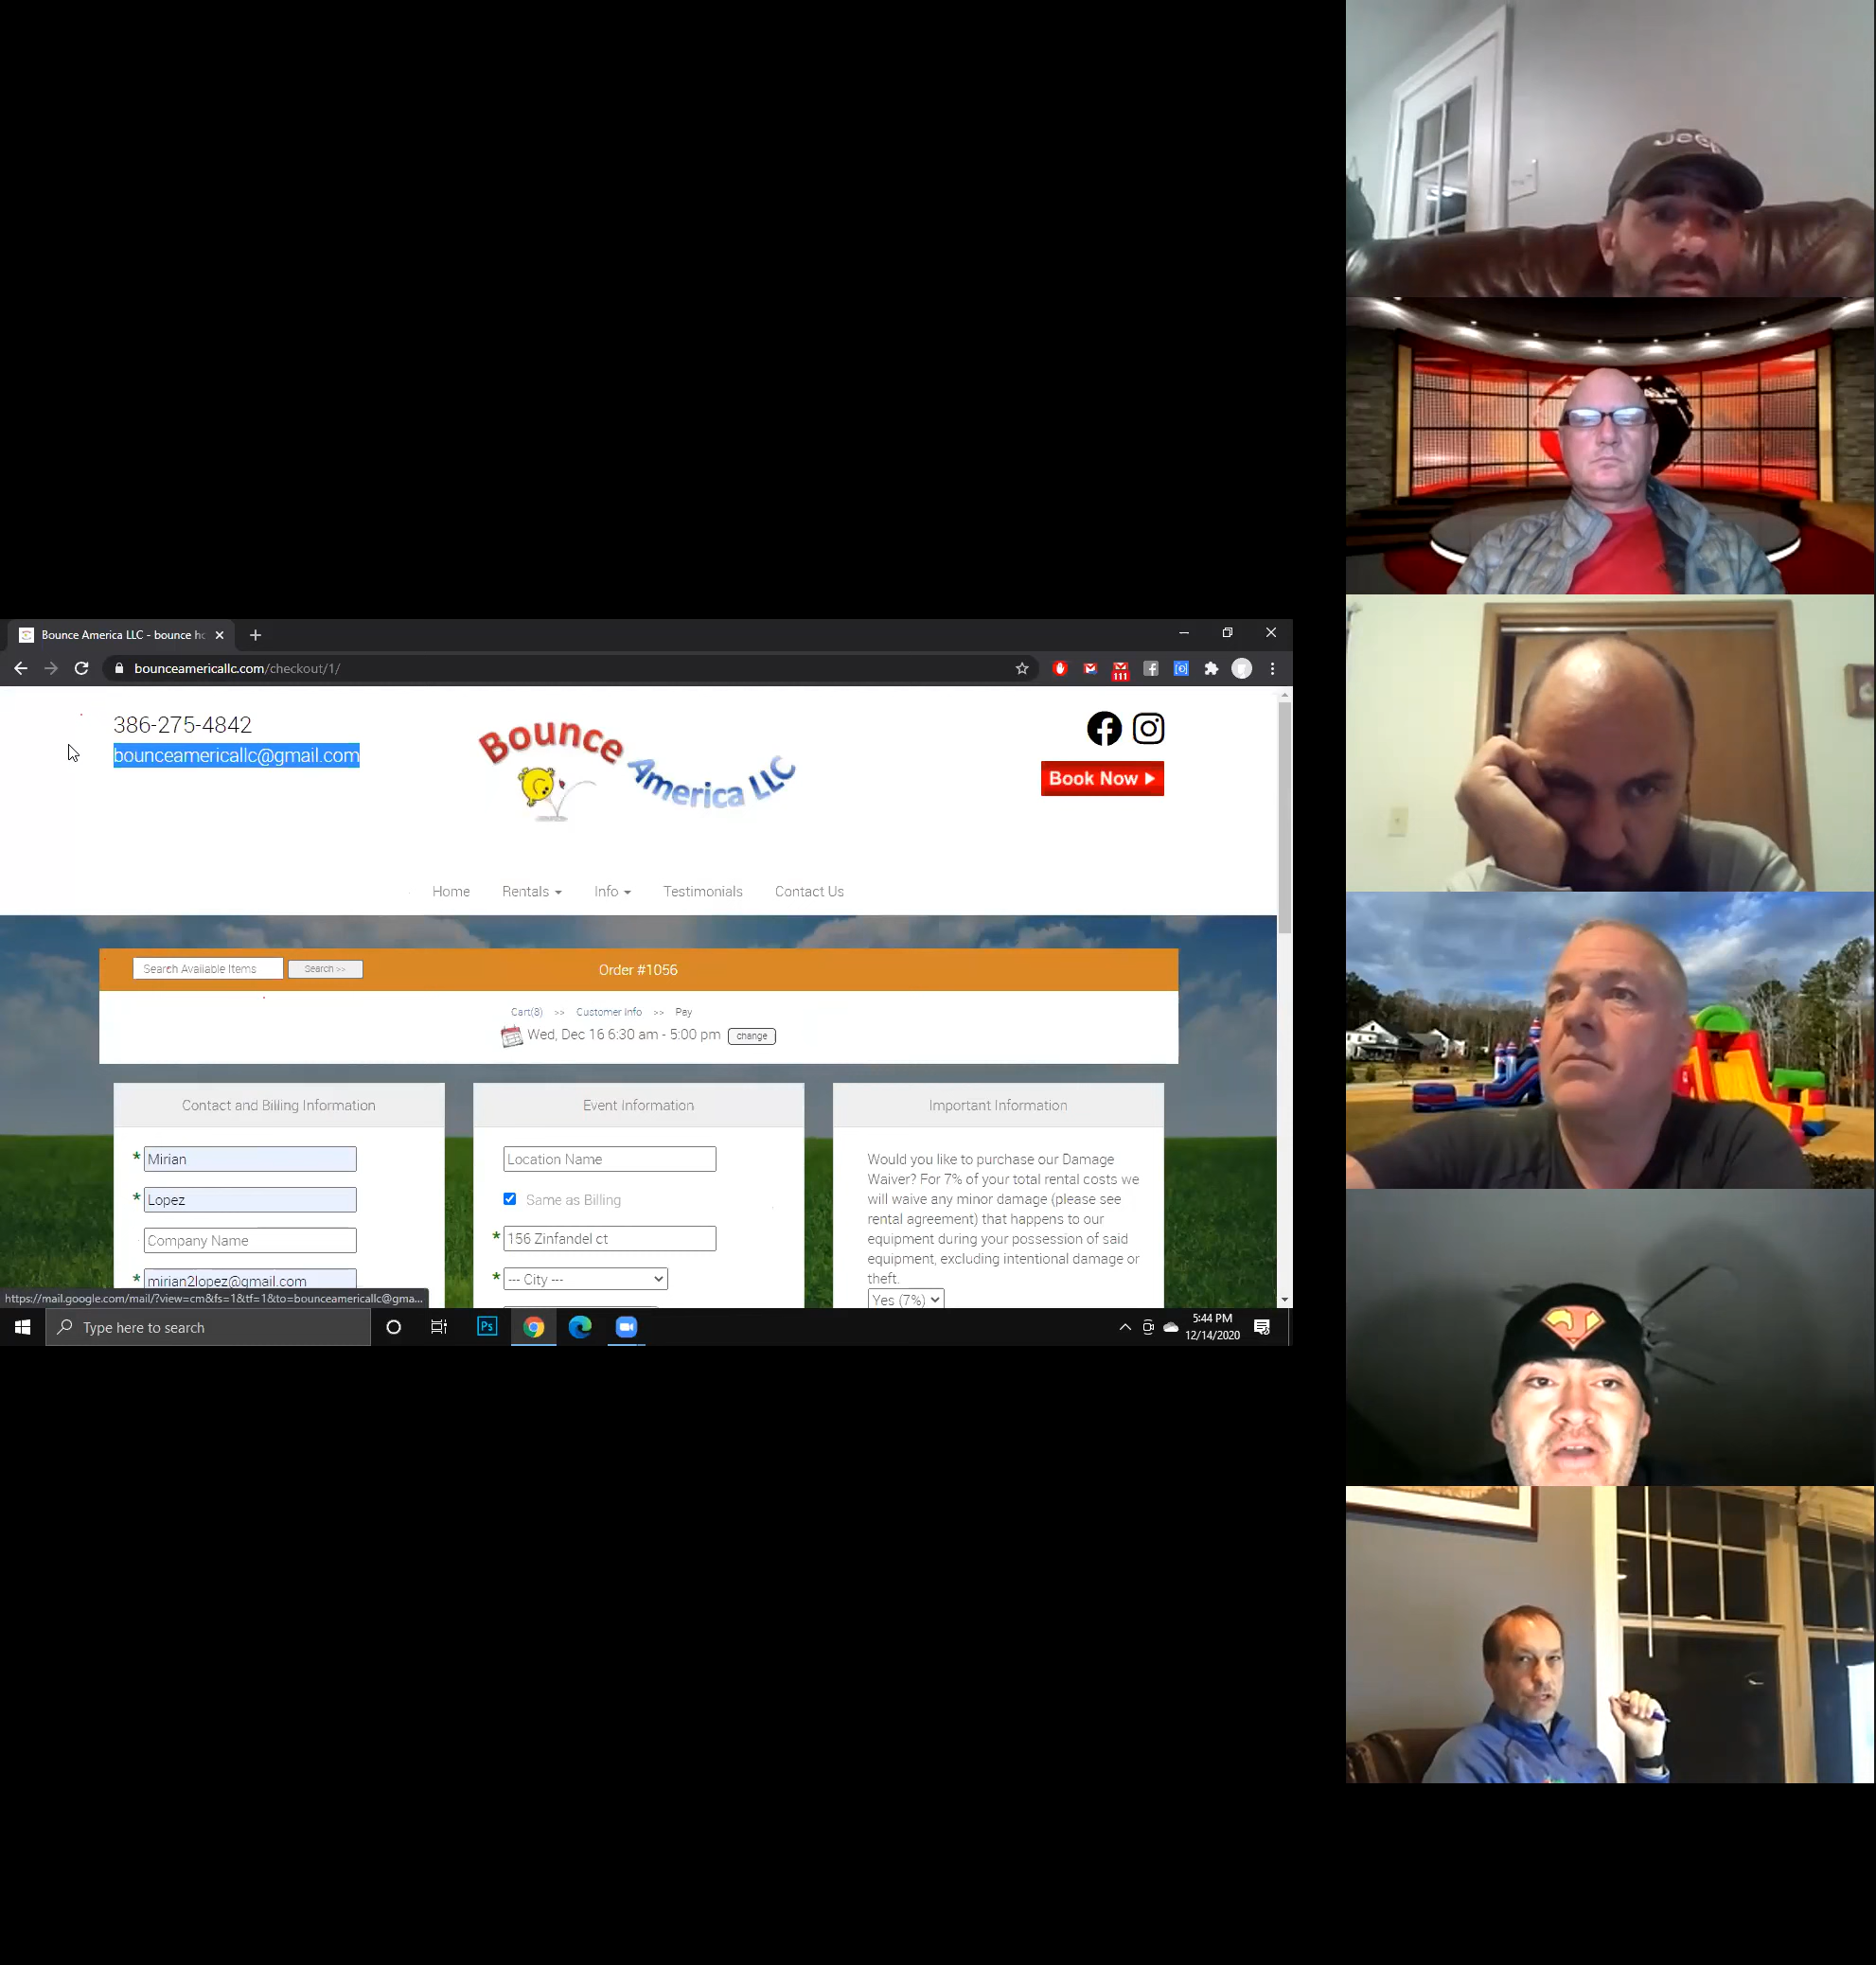 Jeep
Bounce America LLC - bounce ho
bounceamericallc.com/checkout/1/
111
386-275-4842
bounceamericallc@gmail.com
Bounce
America LLC
Book Now
Home Rentals Info Testimonials Contact Us
Search Available Items Search >> Order #1056
Cart(8) >> Customer Info >> Pay
Wed, Dec 16 6:30 am - 5:00 pm change
Contact and Billing Information
* Mirian
* Lopez
Company Name
* mirian2lopez@gmail.com
Event Information
Location Name
Same as Billing
* 156 Zinfandel ct
* --- City ---
Important Information
Would you like to purchase our Damage
Waiver? For 7% of your total rental costs we
will waive any minor damage (please see
rental agreement) that happens to our
equipment during your possession of said
equipment, excluding intentional damage or
theft.
Yes (7%)
https://mail.google.com/mail/?view=cm&fs=1&tf=1&to=bounceamericallc@gma...
Type here to search
Ps
5:44 PM
12/14/2020
J